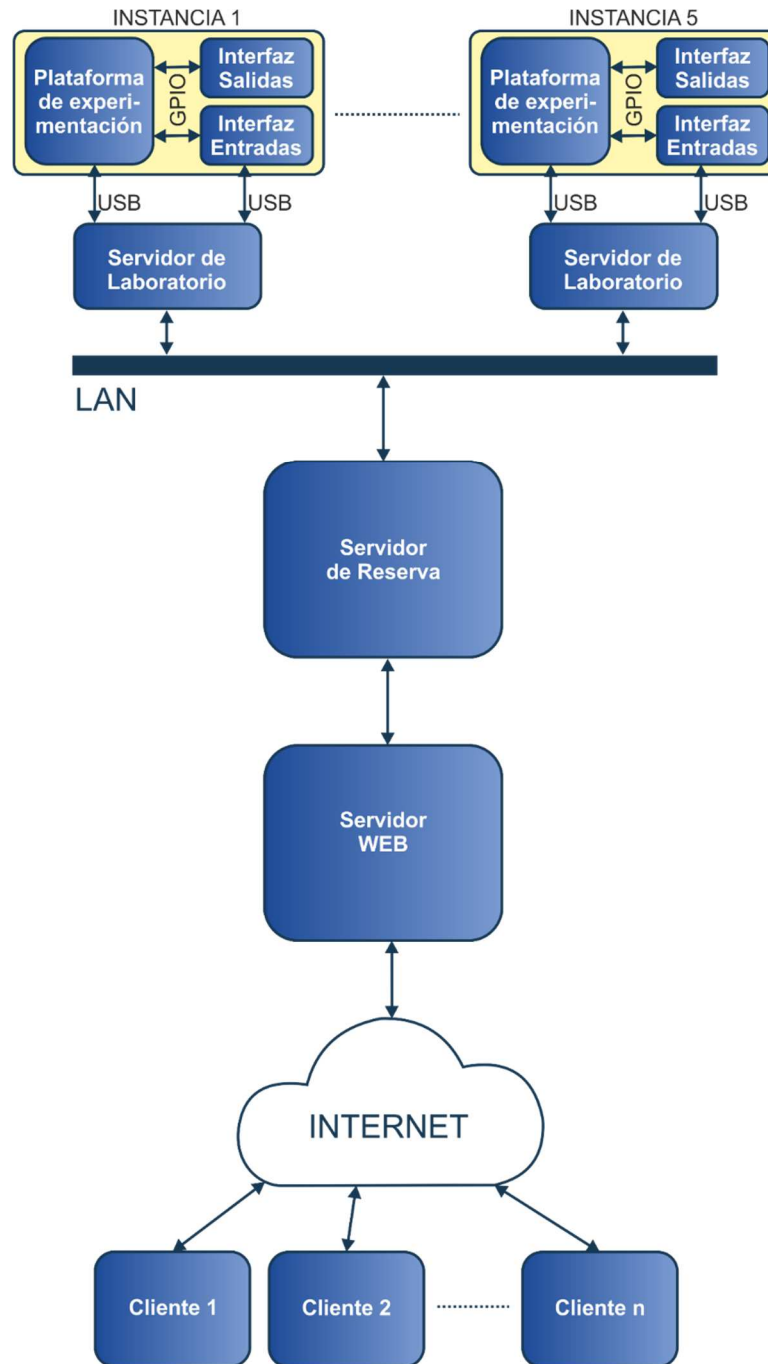 INSTANCIA 1
Plataforma
de experi-
mentación
GPIO
Interfaz
Salidas
Interfaz
Entradas
USB
USB
Servidor de
Laboratorio
INSTANCIA 5
Plataforma
de experi-
mentación
GPIO
Interfaz
Salidas
Interfaz
Entradas
USB
USB
Servidor de
Laboratorio
LAN
Servidor
de Reserva
Servidor
WEB
INTERNET
Cliente 1
Cliente 2
Cliente n